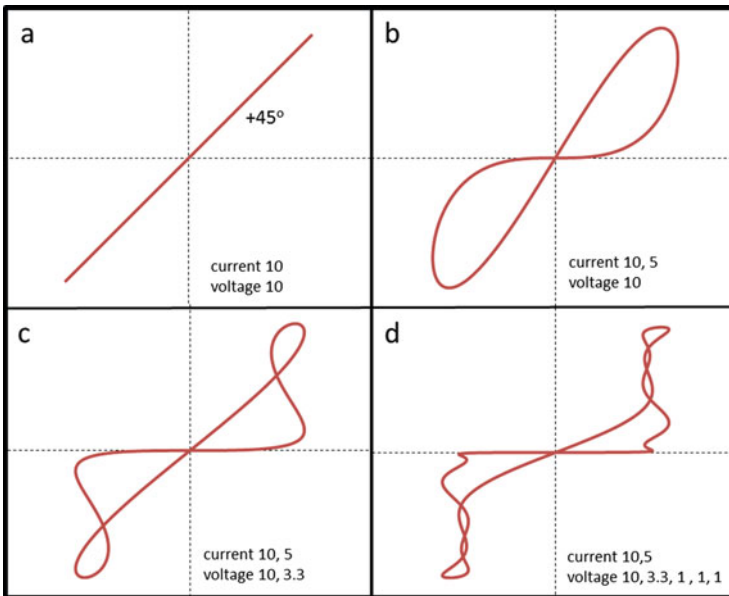 a
+45°
current 10
voltage 10
b
current 10, 5
voltage 10
c
current 10, 5
voltage 10, 3.3
d
current 10,5
voltage 10, 3.3, 1 , 1, 1